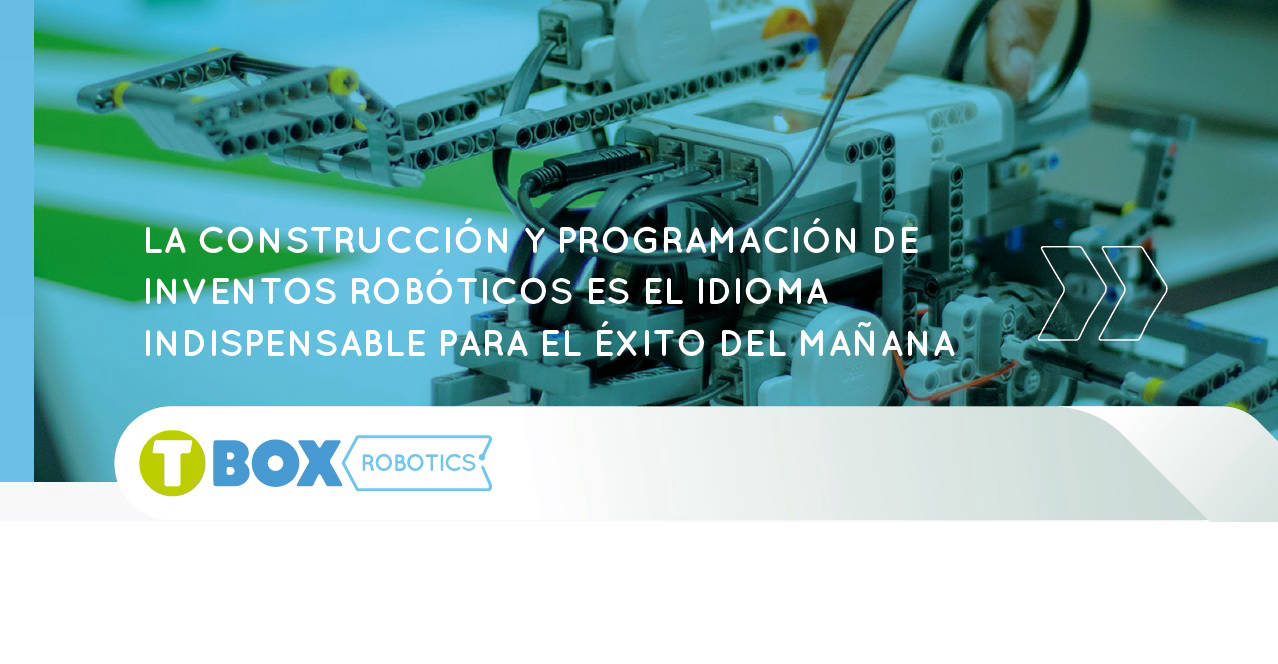 LA CONSTRUCCIÓN Y PROGRAMACIÓN DE
INVENTOS ROBÓTICOS ES EL IDIOMA
INDISPENSABLE PARA EL ÉXITO DEL MAÑANA
T BOX ROBOTICS